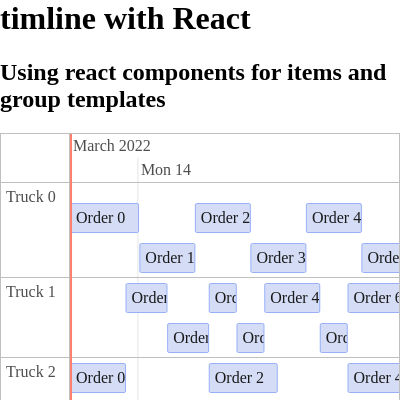 timline with React
Using react components for items and
group templates
March 2022
Mon 14
Truck 0
Order 0
Order 2
Order 4
Order 1
Order 3
Orde
Truck 1
Order
Orc
Order 4
Order 6
Order
Orc
Orc
Truck 2
Order 0
Order 2
Order 4